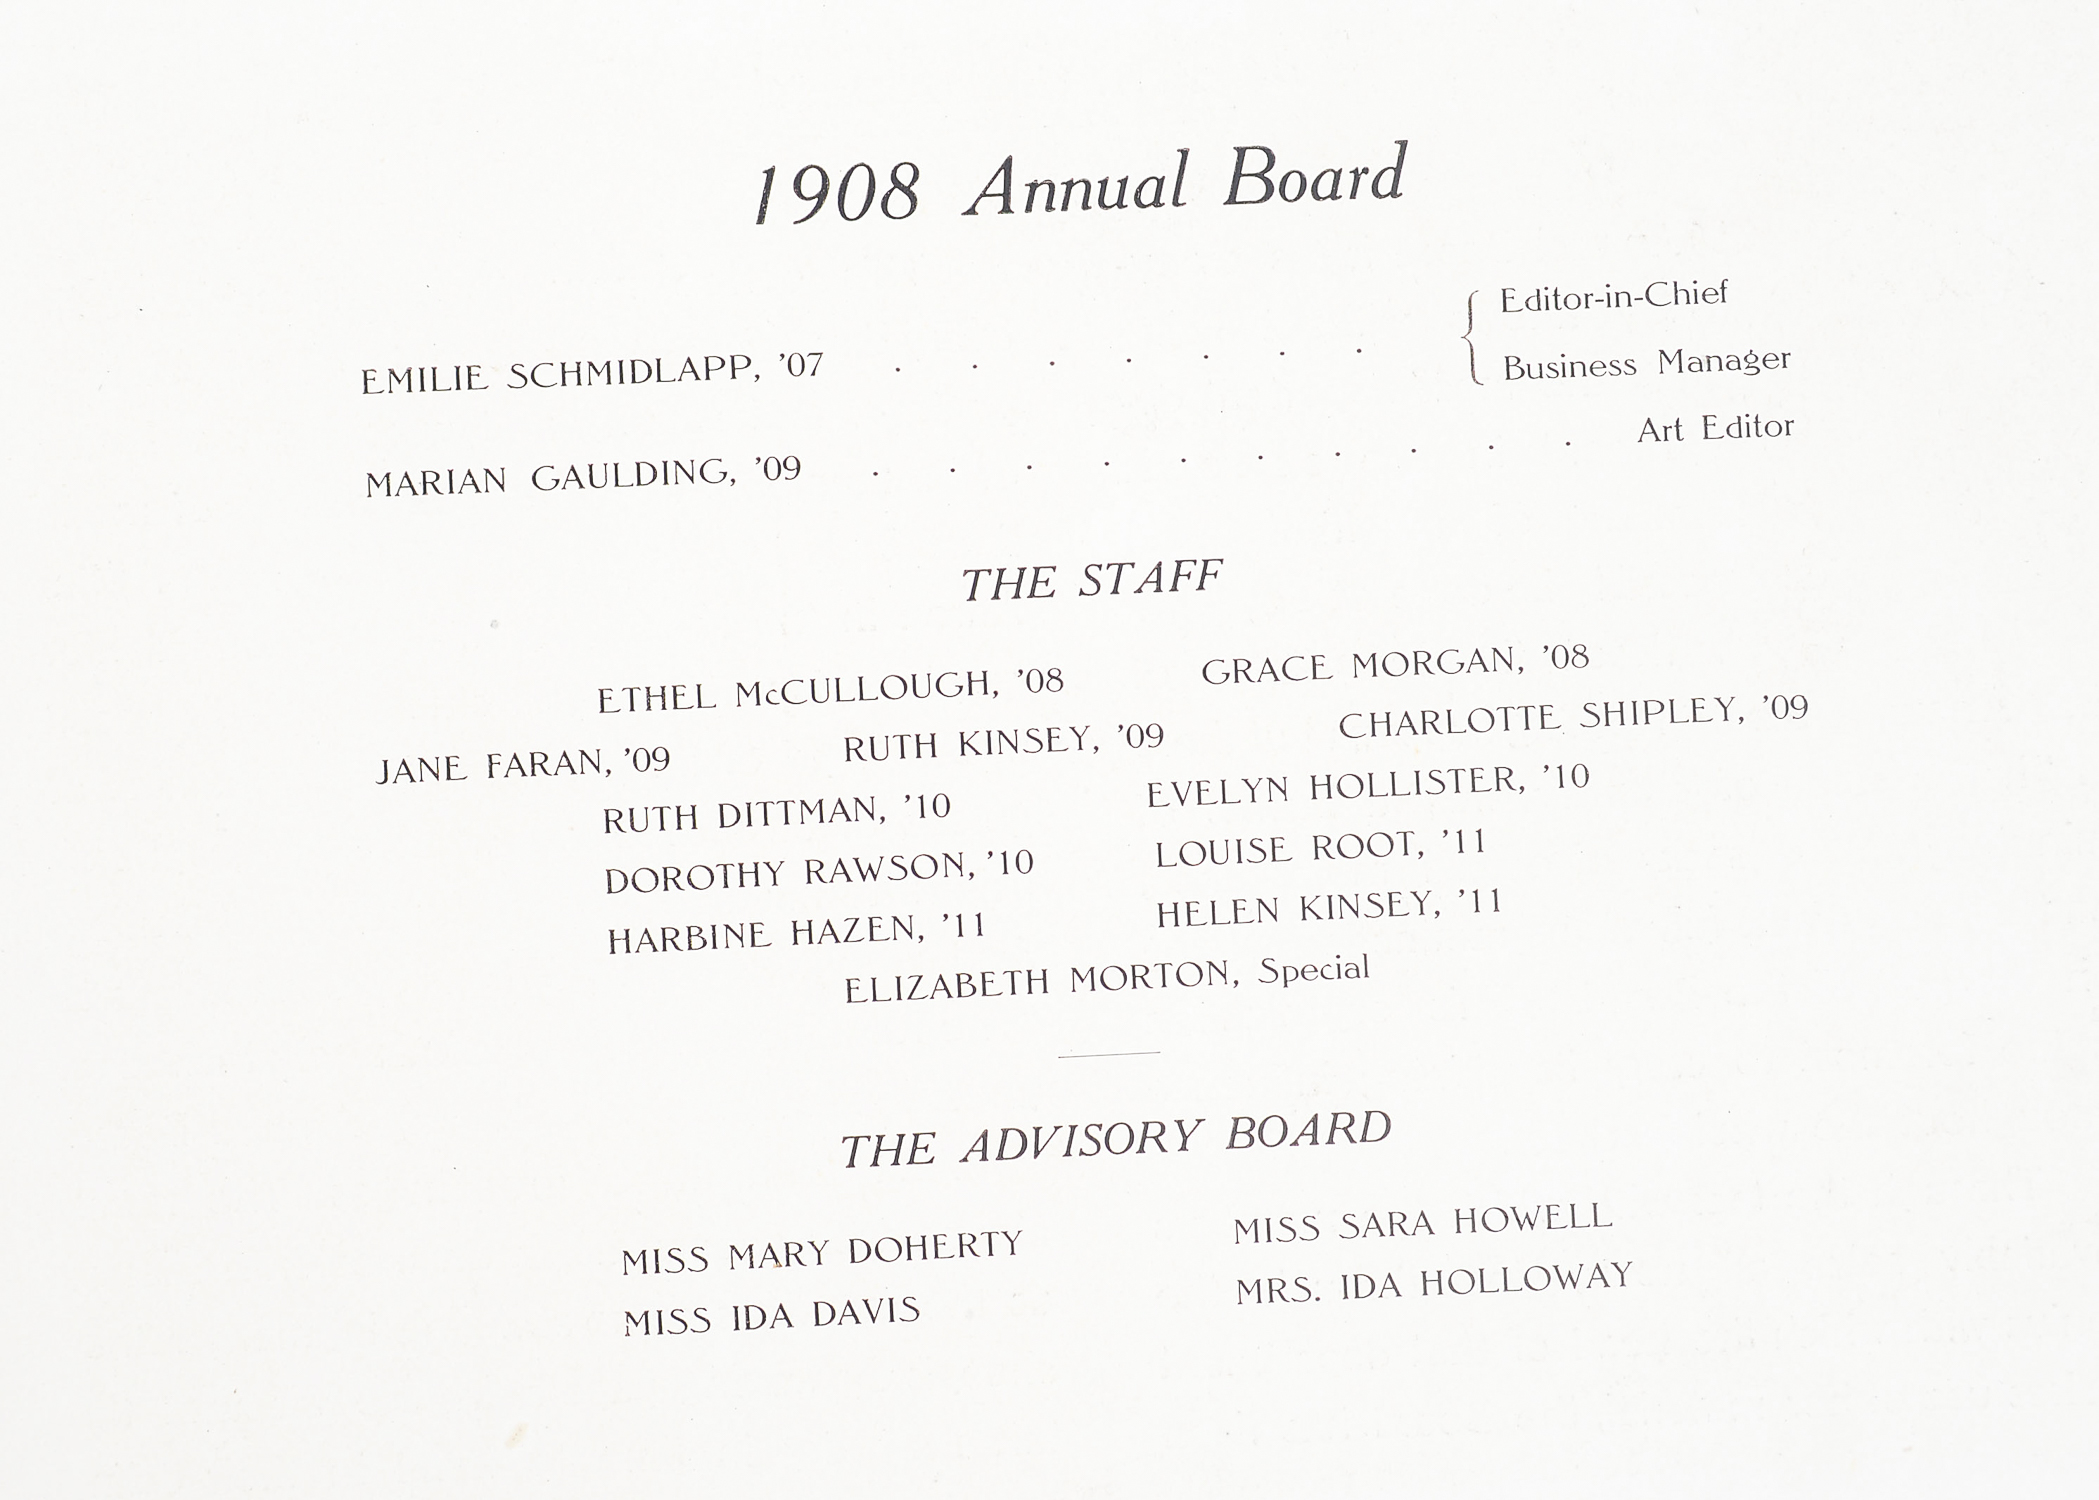 1908 Annual Board
Editor-in-Chief
EMILIE SCHMIDLAPP, '07 . . . . . . . { Business Manager
MARIAN GAULDING, '09 . . . . . . . . . . Art Editor
THE STAFF
ETHEL McCULLOUGH, '08 GRACE MORGAN, '08
JANE FARAN, '09 RUTH KINSEY, '09 CHARLOTTE SHIPLEY, '09
RUTH DITTMAN, '10 EVELYN HOLLISTER, '10
DOROTHY RAWSON, '10 LOUISE ROOT, '11
HARBINE HAZEN, '11 HELEN KINSEY, '11
ELIZABETH MORTON, Special
THE ADVISORY BOARD
MISS MARY DOHERTY MISS SARA HOWELL
MISS IDA DAVIS MRS. IDA HOLLOWAY